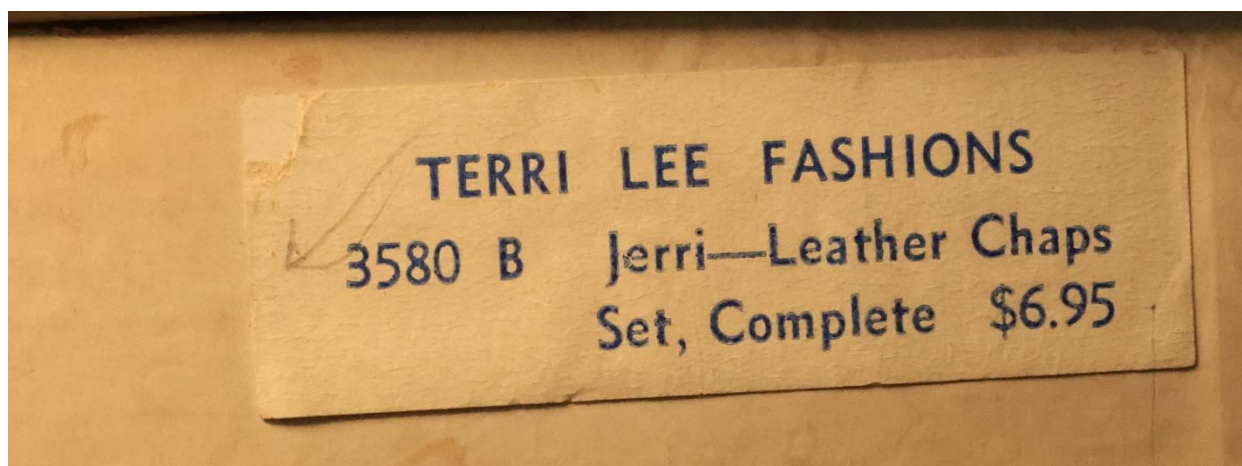 TERRI LEE FASHIONS
3580 B Jerri—Leather Chaps
Set, Complete $6.95